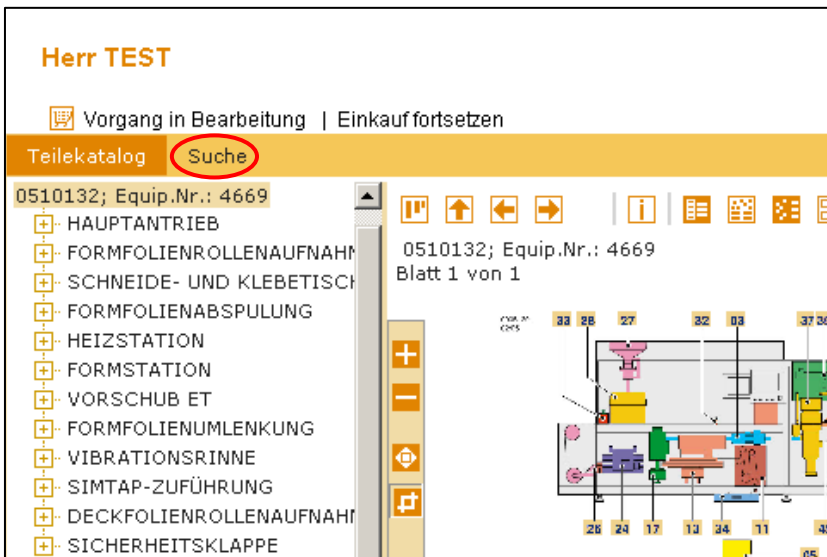 Herr TEST
Vorgang in Bearbeitung | Einkauf fortsetzen
Teilekatalog Suche
0510132; Equip.Nr.: 4669
HAUPTANTRIEB
FORMFOLIENROLLENAUFNAHM
SCHNEIDE- UND KLEBETISCH
FORMFOLIENABSPULUNG
HEIZSTATION
FORMSTATION
VORSCHUB ET
FORMFOLIENUMLENKUNG
VIBRATIONSRINNE
SIMTAP-ZUFÜHRUNG
DECKFOLIENROLLENAUFNAHM
SICHERHEITSKLAPPE
0510132; Equip.Nr.: 4669
Blatt 1 von 1
33 28 27 32 03 37
26 24 17 13 34 11
05